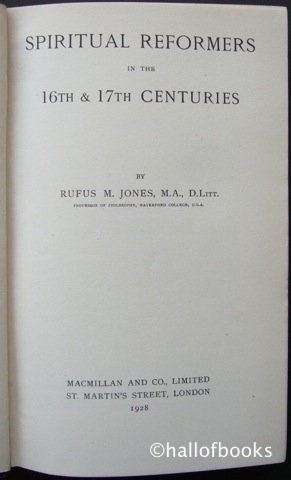 SPIRITUAL REFORMERS
IN THE
16TH & 17TH CENTURIES
BY
RUFUS M. JONES, M.A., D.LITT.
PROFESSOR OF PHILOSOPHY, HAVERFORD COLLEGE, U.S.A.
MACMILLAN AND CO., LIMITED
ST. MARTIN'S STREET, LONDON
1928
©hallofbooks